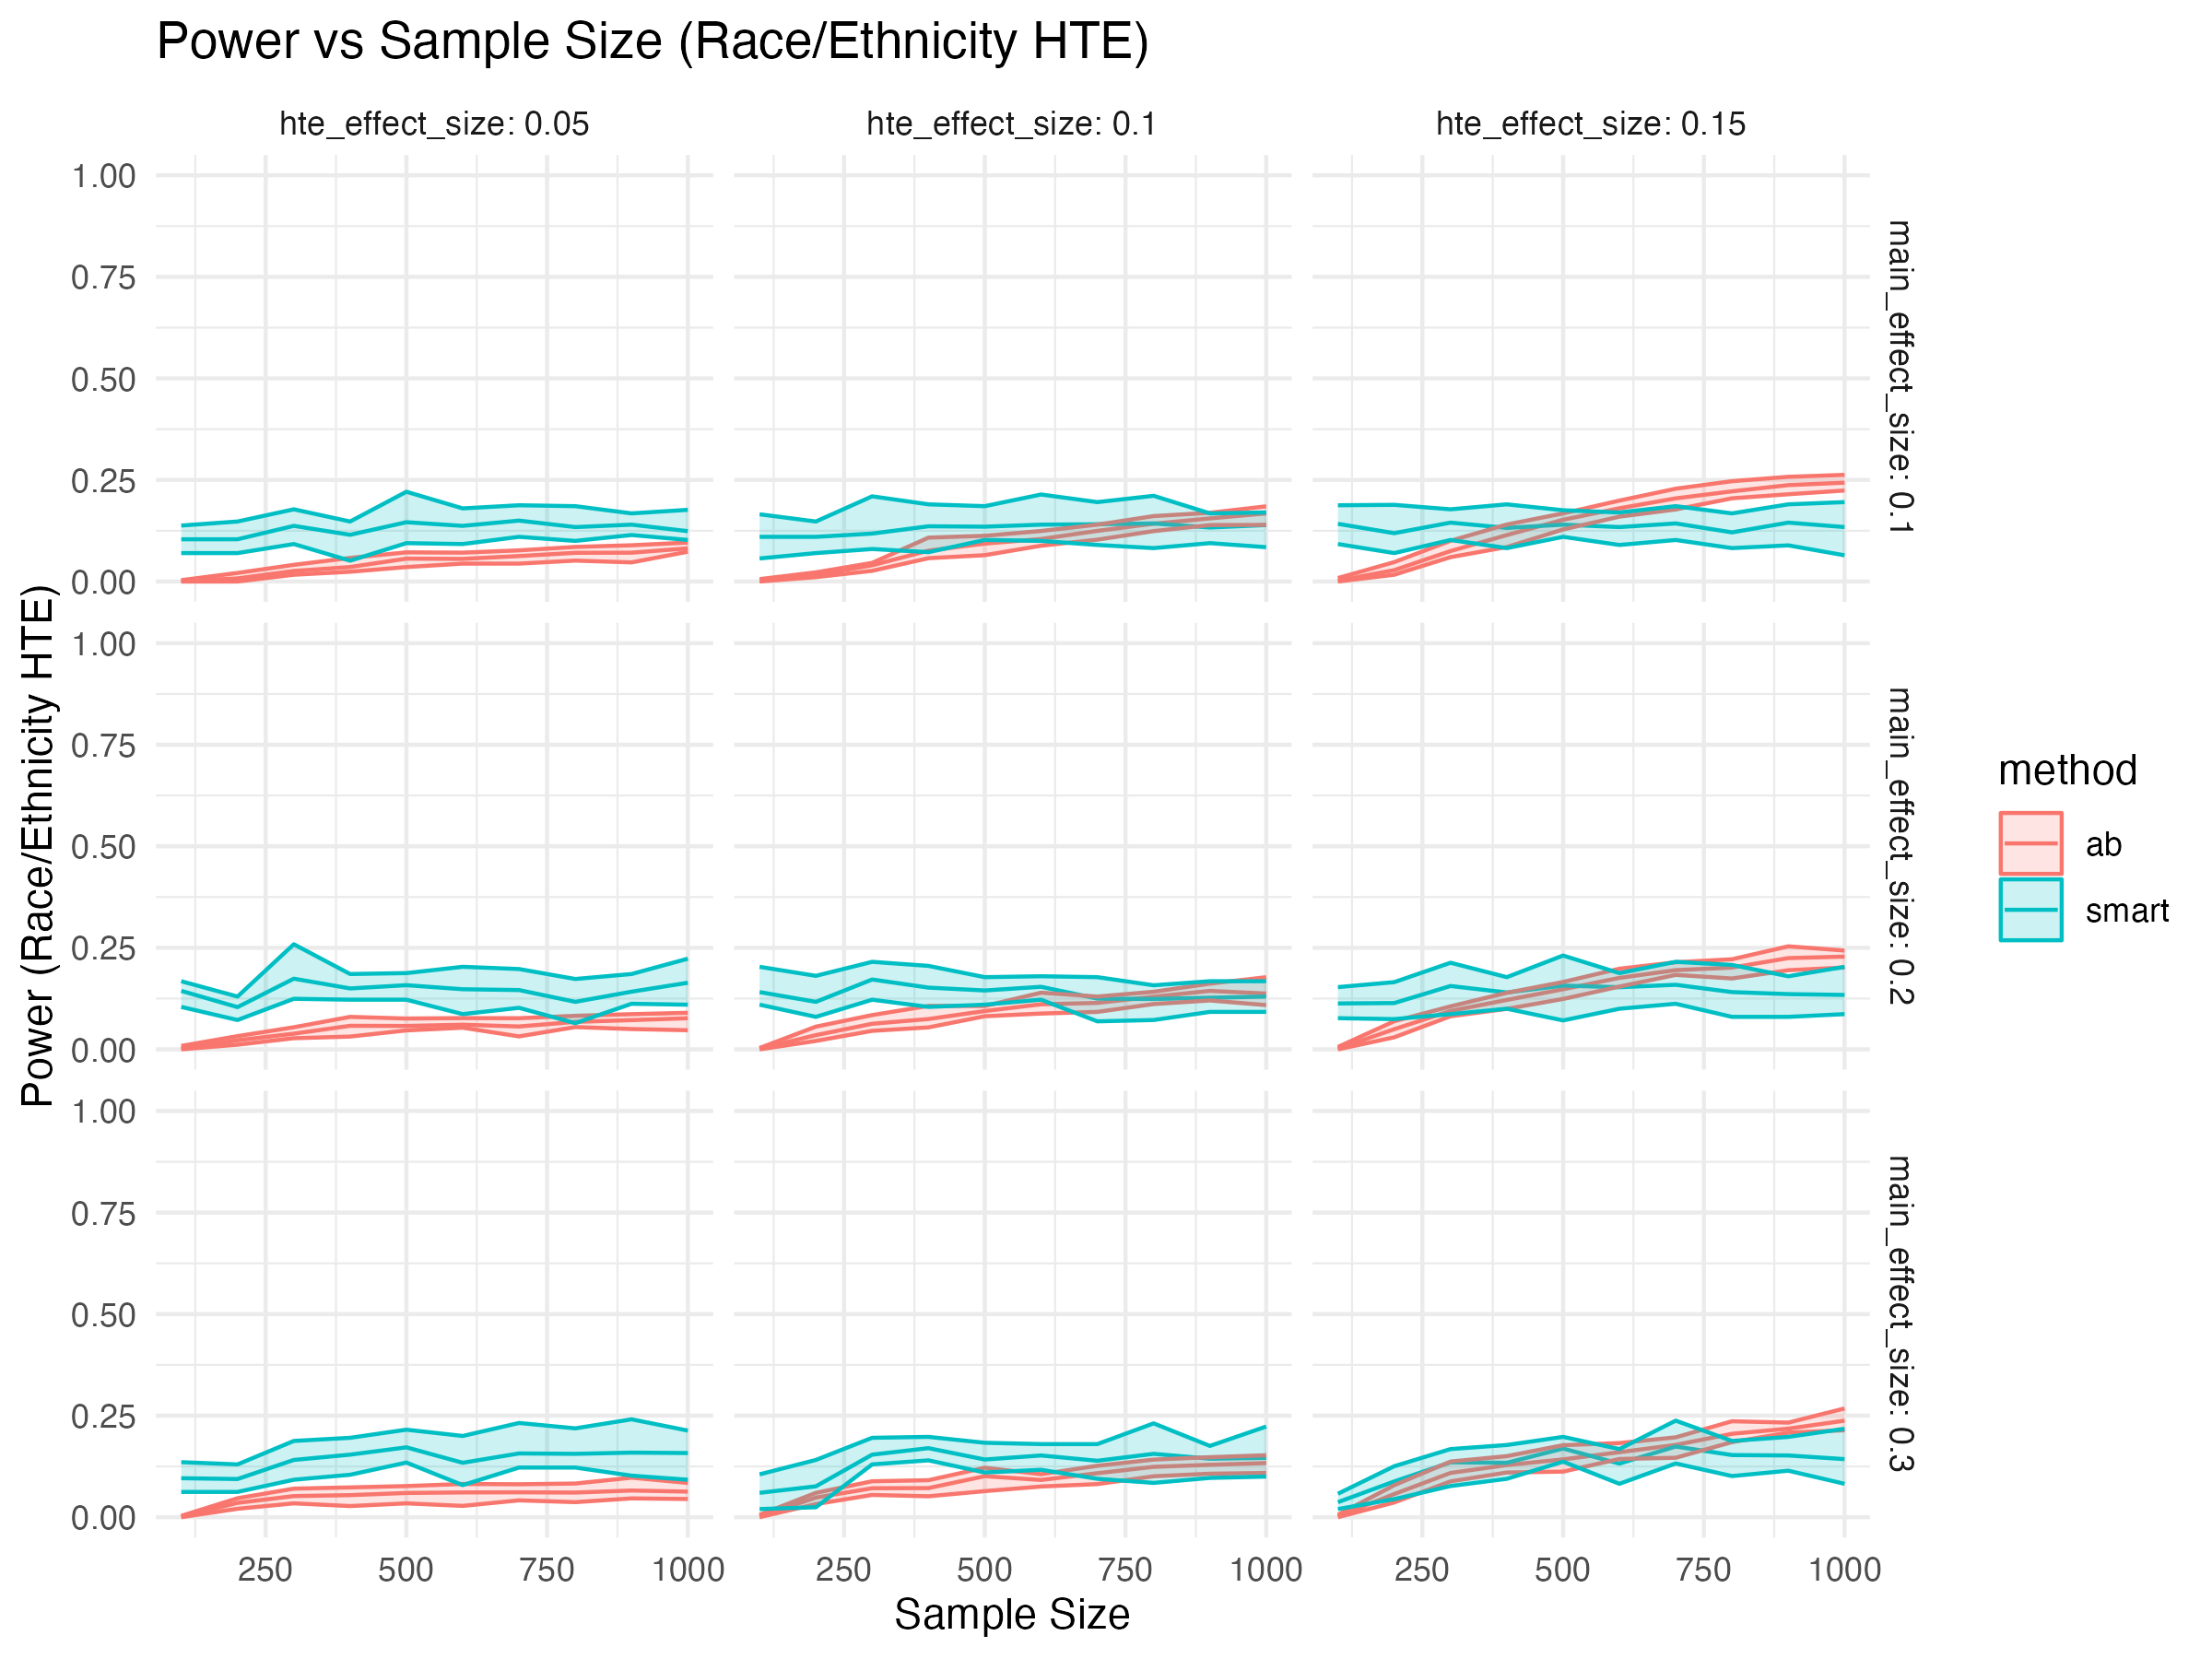 Power vs Sample Size (Race/Ethnicity HTE)
hte_effect_size: 0.05
hte_effect_size: 0.1
hte_effect_size: 0.15
Power (Race/Ethnicity HTE)
1.00
0.75
0.50
0.25
0.00
main_effect_size: 0.1
1.00
0.75
0.50
0.25
0.00
main_effect_size: 0.2
1.00
0.75
0.50
0.25
0.00
main_effect_size: 0.3
250 500 750 1000
250 500 750 1000
250 500 750 1000
Sample Size
method
ab
smart